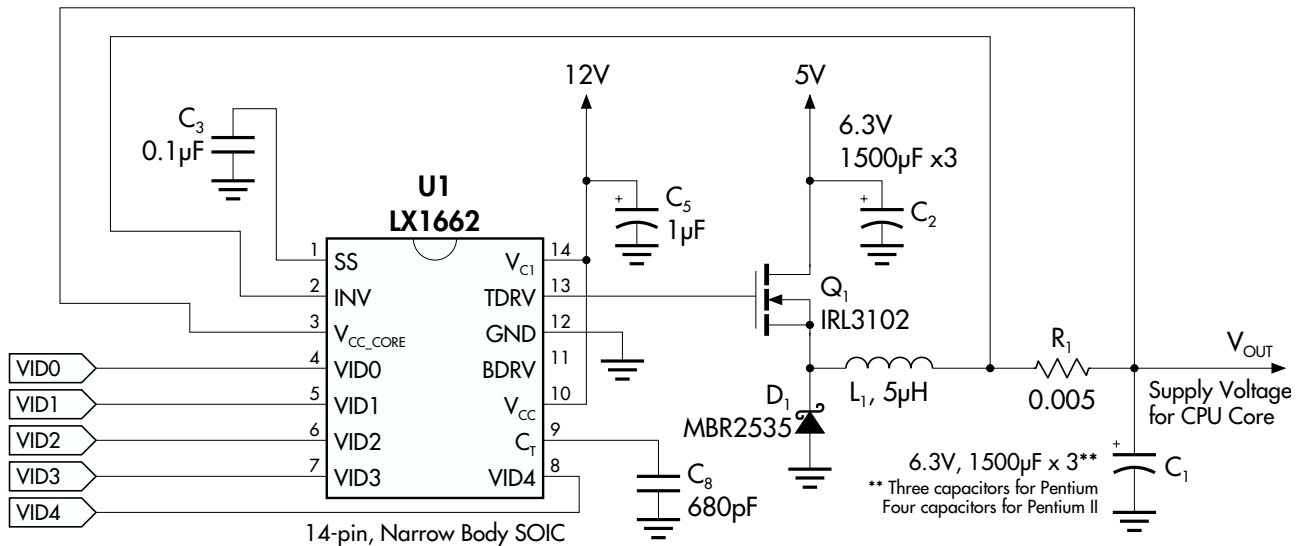 12V
5V
C3
0.1µF
6.3V
1500µF x3
U1
LX1662
+
C5
1µF
+
C2
1
SS
2
INV
3
VCC_CORE
4
VID0
5
VID1
6
VID2
7
VID3
VC1
14
TDRV
13
GND
12
BDRV
11
VCC
10
CT
9
VID4
8
VID0
VID1
VID2
VID3
VID4
14-pin, Narrow Body SOIC
Q1
IRL3102
L1, 5µH
R1
0.005
VOUT
Supply Voltage
for CPU Core
D1
MBR2535
C8
680pF
6.3V, 1500µF x 3**
** Three capacitors for Pentium
Four capacitors for Pentium II
+
C1